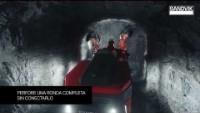 SANDVIK
PERFORE UNA RONDA COMPLETA
SIN CONECTARLO